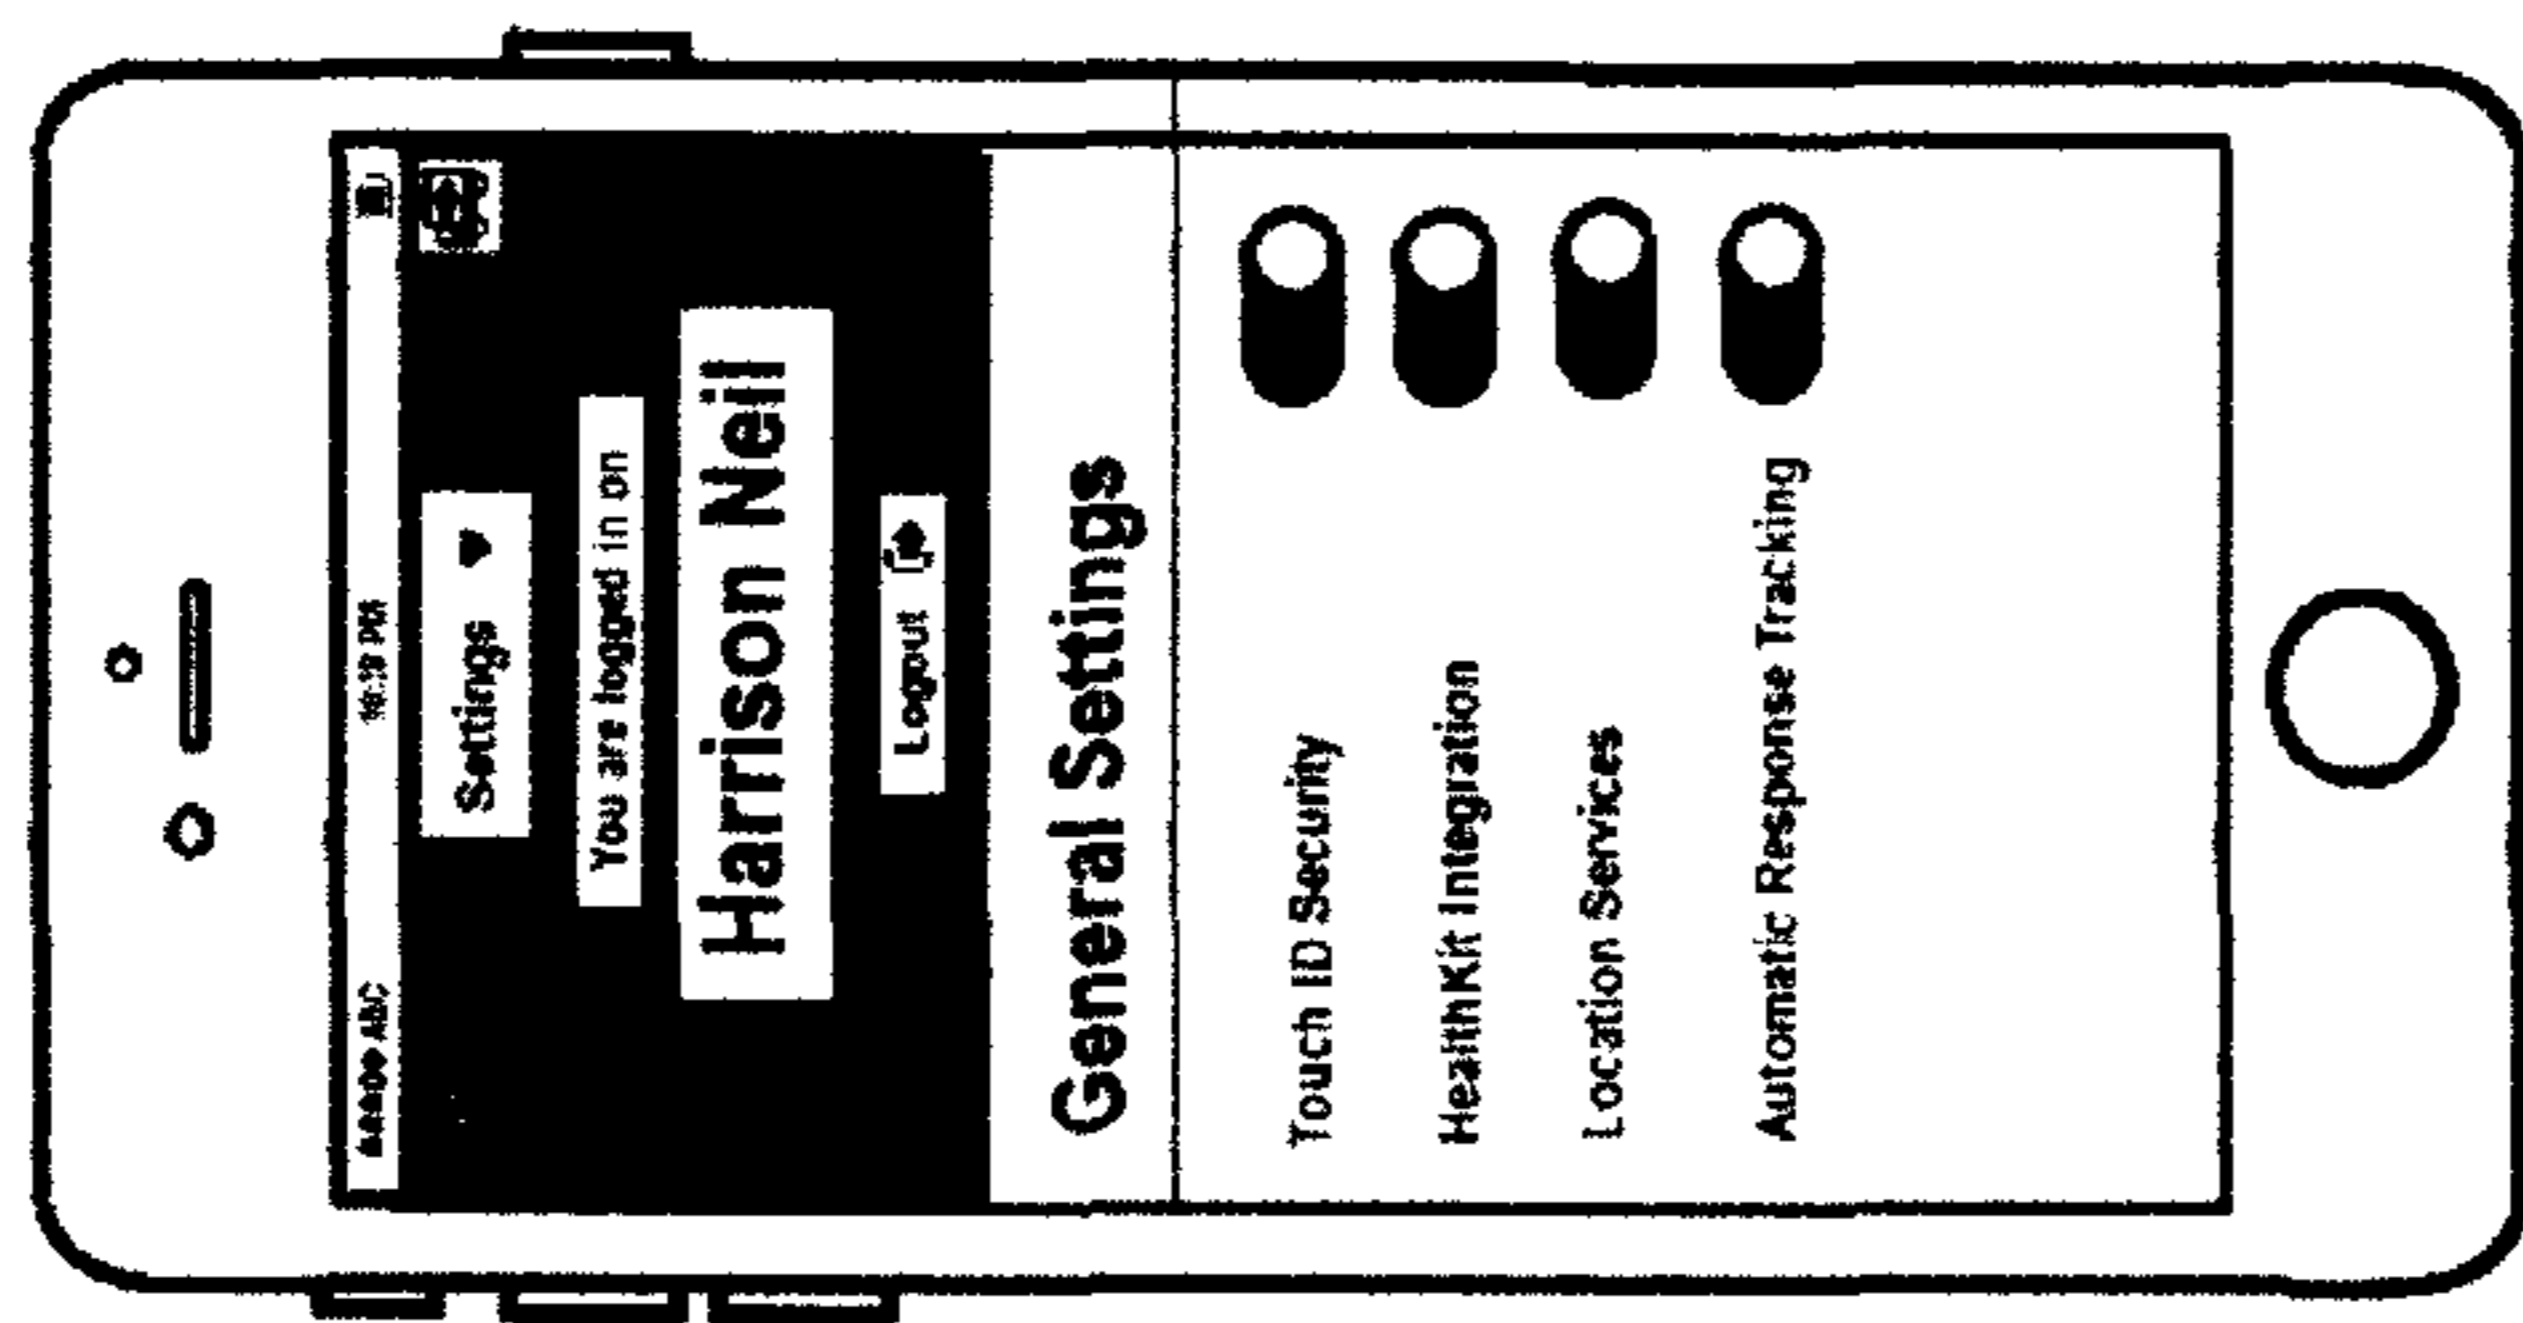 ABC
Settings
You are logged in on
Harrison Neil
Logout
General Settings
Touch ID Security
HealthKit Integration
Location Services
Automatic Response Tracking